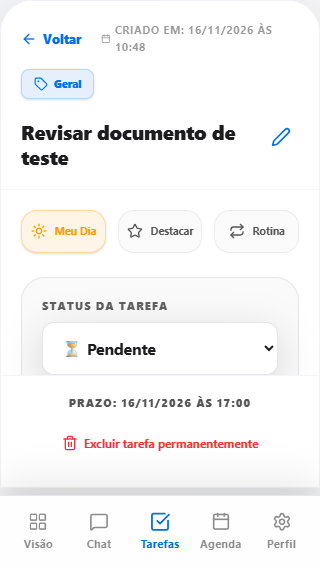 Voltar
CRIADO EM: 16/11/2026 ÀS
10:48
Geral
Revisar documento de
teste
Meu Dia
Destacar
Rotina
STATUS DA TAREFA
⏳ Pendente
PRAZO: 16/11/2026 ÀS 17:00
Excluir tarefa permanentemente
Visão
Chat
Tarefas
Agenda
Perfil